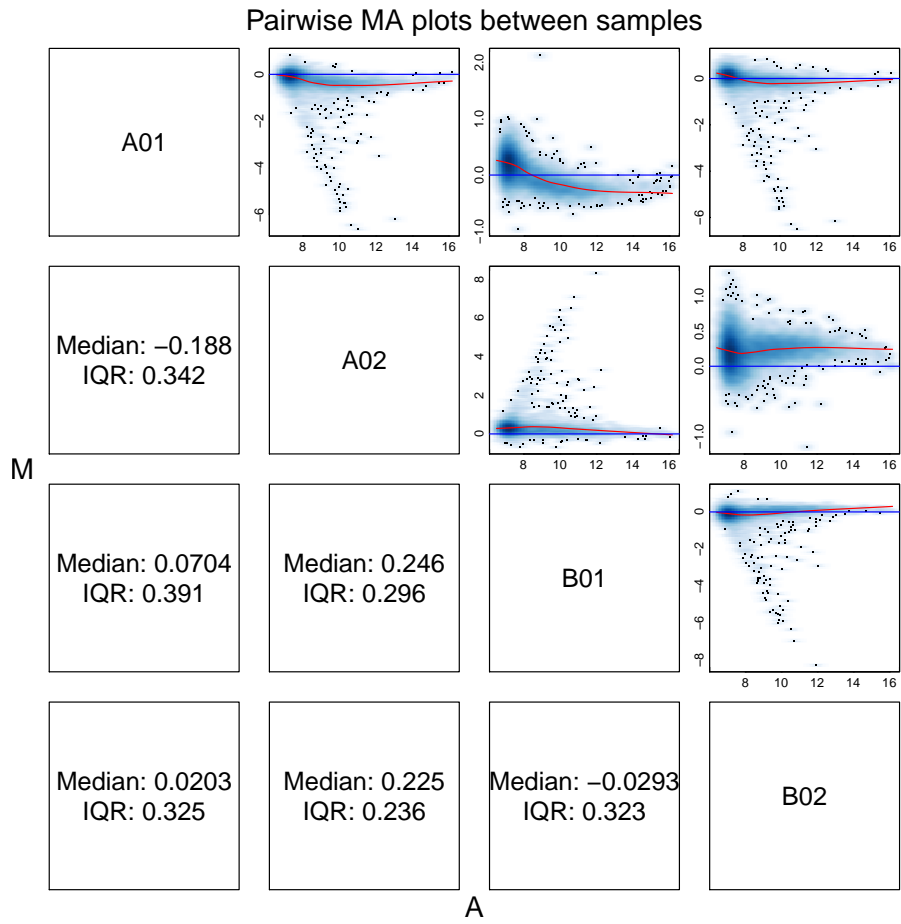 Pairwise MA plots between samples
A01
0
−2
−4
−6
8 10 12 14 16
2.0
1.0
0.0
−1.0
8 10 12 14 16
0
−2
−4
−6
8 10 12 14 16
Median: −0.188
IQR: 0.342
A02
8
6
4
2
0
8 10 12 14 16
1.0
0.5
0.0
−1.0
8 10 12 14 16
M
Median: 0.0704
IQR: 0.391
Median: 0.246
IQR: 0.296
B01
0
−2
−4
−6
−8
8 10 12 14 16
Median: 0.0203
IQR: 0.325
Median: 0.225
IQR: 0.236
Median: −0.0293
IQR: 0.323
B02
A